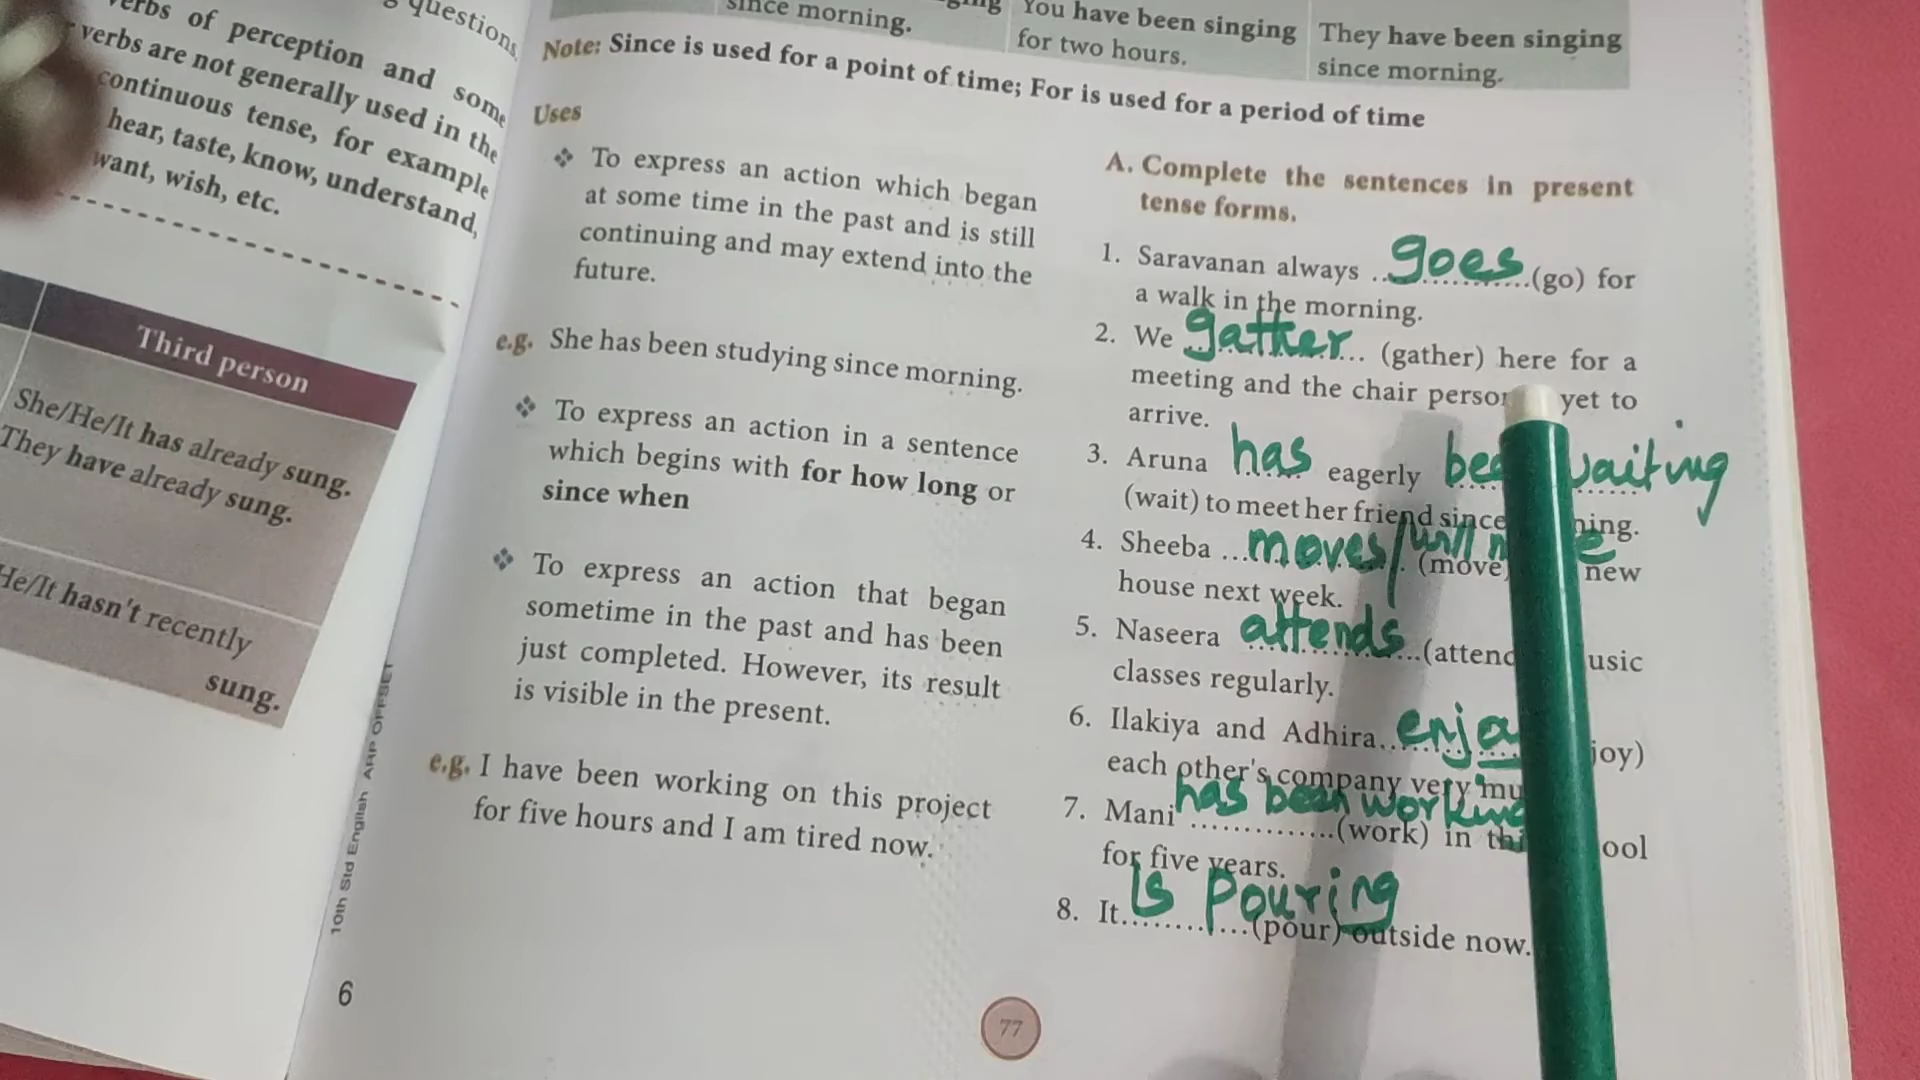 questions,
verbs of perception and some
verbs are not generally used in the
continuous tense, for example
hear, taste, know, understand,
want, wish, etc.
Third person
She/He/It has already sung.
They have already sung.
He/It hasn't recently
sung.
10th Std English ARP OFFSET
6
since morning.
You have been singing
for two hours.
They have been singing
since morning.
Note: Since is used for a point of time; For is used for a period of time
Uses
❖ To express an action which began
at some time in the past and is still
continuing and may extend into the
future.
e.g. She has been studying since morning.
❖ To express an action in a sentence
which begins with for how long or
since when
❖ To express an action that began
sometime in the past and has been
just completed. However, its result
is visible in the present.
e.g. I have been working on this project
for five hours and I am tired now.
A. Complete the sentences in present
tense forms.
1. Saravanan always goes (go) for
a walk in the morning.
2. We gather (gather) here for a
meeting and the chair yet to
arrive.
3. Aruna has eagerly waiting
(wait) to meet her friend since
4. Sheeba moves/will (move) new
house next week.
5. Naseera attends
classes regularly.
6. Ilakiya and Adhira
each other's company very
7. Mani has been working (work) in
for five years.
8. It is pouring (pour) outside now.
77